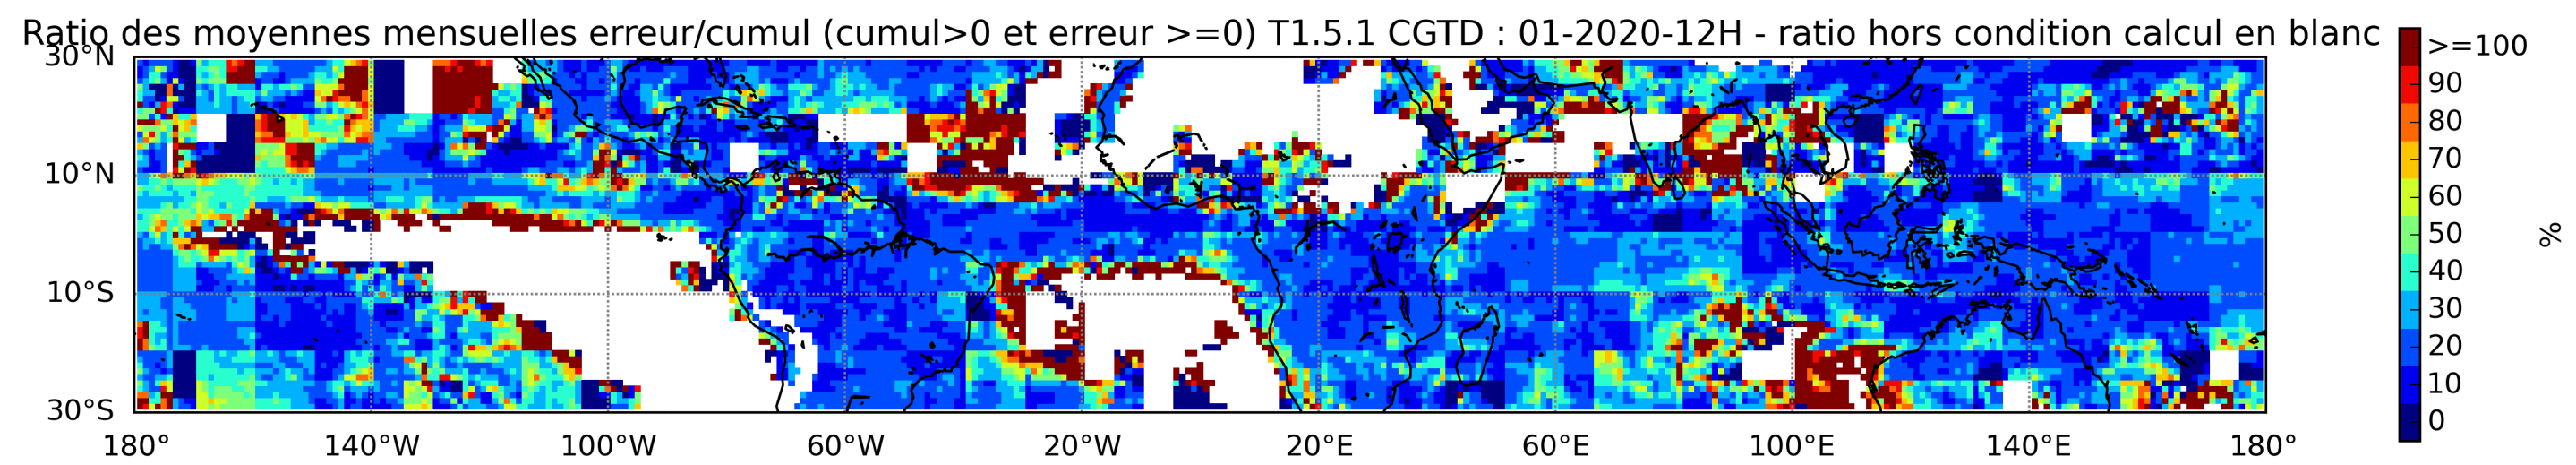 Ratio des moyennes mensuelles erreur/cumul (cumul>0 et erreur >=0) T1.5.1 CGTD : 01-2020-12H - ratio hors condition calcul en blanc
30°N
10°N
10°S
30°S
180° 140°W 100°W 60°W 20°W 20°E 60°E 100°E 140°E 180°
>=100
90
80
70
60
50
40
30
20
10
0
%